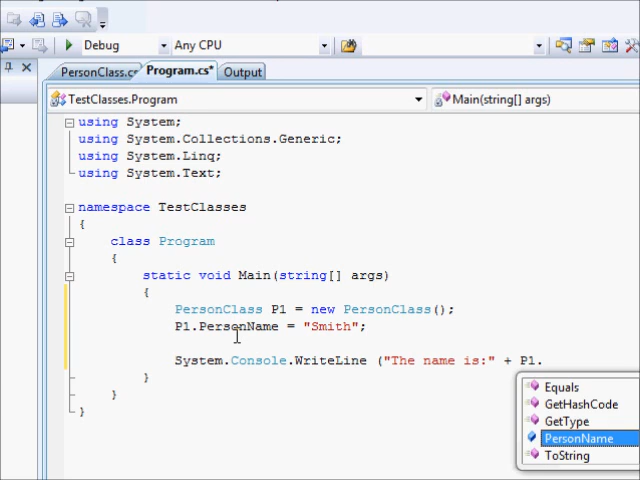 Debug Any CPU
PersonClass.cs Program.cs* Output
TestClasses.Program Main(string[] args)
using System;
using System.Collections.Generic;
using System.Linq;
using System.Text;
namespace TestClasses
{
class Program
{
static void Main(string[] args)
{
PersonClass P1 = new PersonClass();
P1.PersonName = "Smith";
System.Console.WriteLine ("The name is:" + P1.
}
}
}
Equals
GetHashCode
GetType
PersonName
ToString